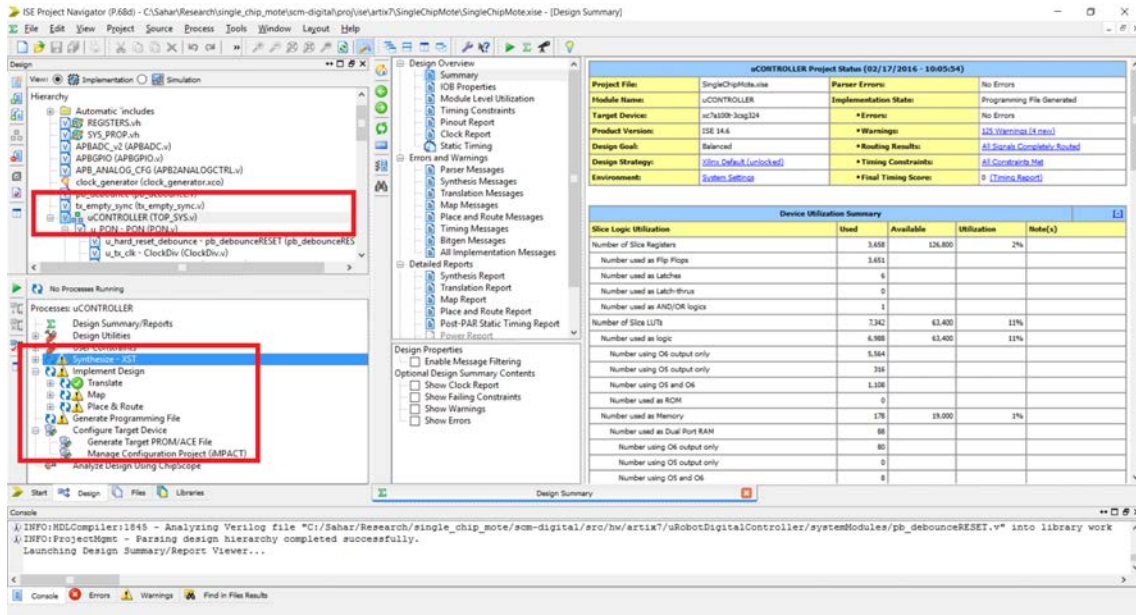 ISE Project Navigator (P.68d) - C:\Sahar\Research\single_chip_mote\scm-digital\proj\ise\artix7\SingleChipMote\SingleChipMote.xise - [Design Summary]
File Edit View Project Source Process Tools Window Layout Help
Design
View: Implementation Simulation
Hierarchy
Automatic `includes
REGISTERS.vh
SYS_PROP.vh
APBADC_v2 (APBADC.v)
APBGPIO (APBGPIO.v)
APB_ANALOG_CFG (APB2ANALOGCTRL.v)
clock_generator (clock_generator.xco)
pb_debounce (pb_debounce.v)
tx_empty_sync (tx_empty_sync.v)
uCONTROLLER (TOP_SYS.v)
u_PON - PON (PON.v)
u_hard_reset_debounce - pb_debounceRESET (pb_debounceRES
u_tx_clk - ClockDiv (ClockDiv.v)
No Processes Running
Processes: uCONTROLLER
Design Summary/Reports
Design Utilities
User Constraints
Synthesize - XST
Implement Design
Translate
Map
Place & Route
Generate Programming File
Configure Target Device
Generate Target PROM/ACE File
Manage Configuration Project (iMPACT)
Analyze Design Using ChipScope
Start Design Files Libraries
Design Overview
Summary
IOB Properties
Module Level Utilization
Timing Constraints
Pinout Report
Clock Report
Static Timing
Errors and Warnings
Parser Messages
Synthesis Messages
Translation Messages
Map Messages
Place and Route Messages
Timing Messages
Bitgen Messages
All Implementation Messages
Detailed Reports
Synthesis Report
Translation Report
Map Report
Place and Route Report
Post-PAR Static Timing Report
Power Report
Design Properties
Enable Message Filtering
Optional Design Summary Contents
Show Clock Report
Show Failing Constraints
Show Warnings
Show Errors
uCONTROLLER Project Status (02/17/2016 - 10:05:54)
Project File: SingleChipMote.xise Parser Errors: No Errors
Module Name: uCONTROLLER Implementation State: Programming File Generated
Target Device: xc7a100t-3csg324 •Errors: No Errors
Product Version: ISE 14.6 •Warnings: 125 Warnings (4 new)
Design Goal: Balanced •Routing Results: All Signals Completely Routed
Design Strategy: Xilinx Default (unlocked) •Timing Constraints: All Constraints Met
Environment: System Settings •Final Timing Score: 0 (Timing Report)
Device Utilization Summary [-]
Slice Logic Utilization Used Available Utilization Note(s)
Number of Slice Registers 3,658 126,800 2%
Number used as Flip Flops 3,651
Number used as Latches 6
Number used as Latch-thrus 0
Number used as AND/OR logics 1
Number of Slice LUTs 7,342 63,400 11%
Number used as logic 6,988 63,400 11%
Number using O6 output only 5,564
Number using O5 output only 316
Number using O5 and O6 1,108
Number used as ROM 0
Number used as Memory 178 19,000 1%
Number used as Dual Port RAM 88
Number using O6 output only 80
Number using O5 output only 0
Number using O5 and O6 8
Design Summary
Console
INFO:HDLCompiler:1845 - Analyzing Verilog file "C:/Sahar/Research/single_chip_mote/scm-digital/src/hw/artix7/uRobotDigitalController/systemModules/pb_debounceRESET.v" into library work
INFO:ProjectMgmt - Parsing design hierarchy completed successfully.
Launching Design Summary/Report Viewer...
Console Errors Warnings Find in Files Results